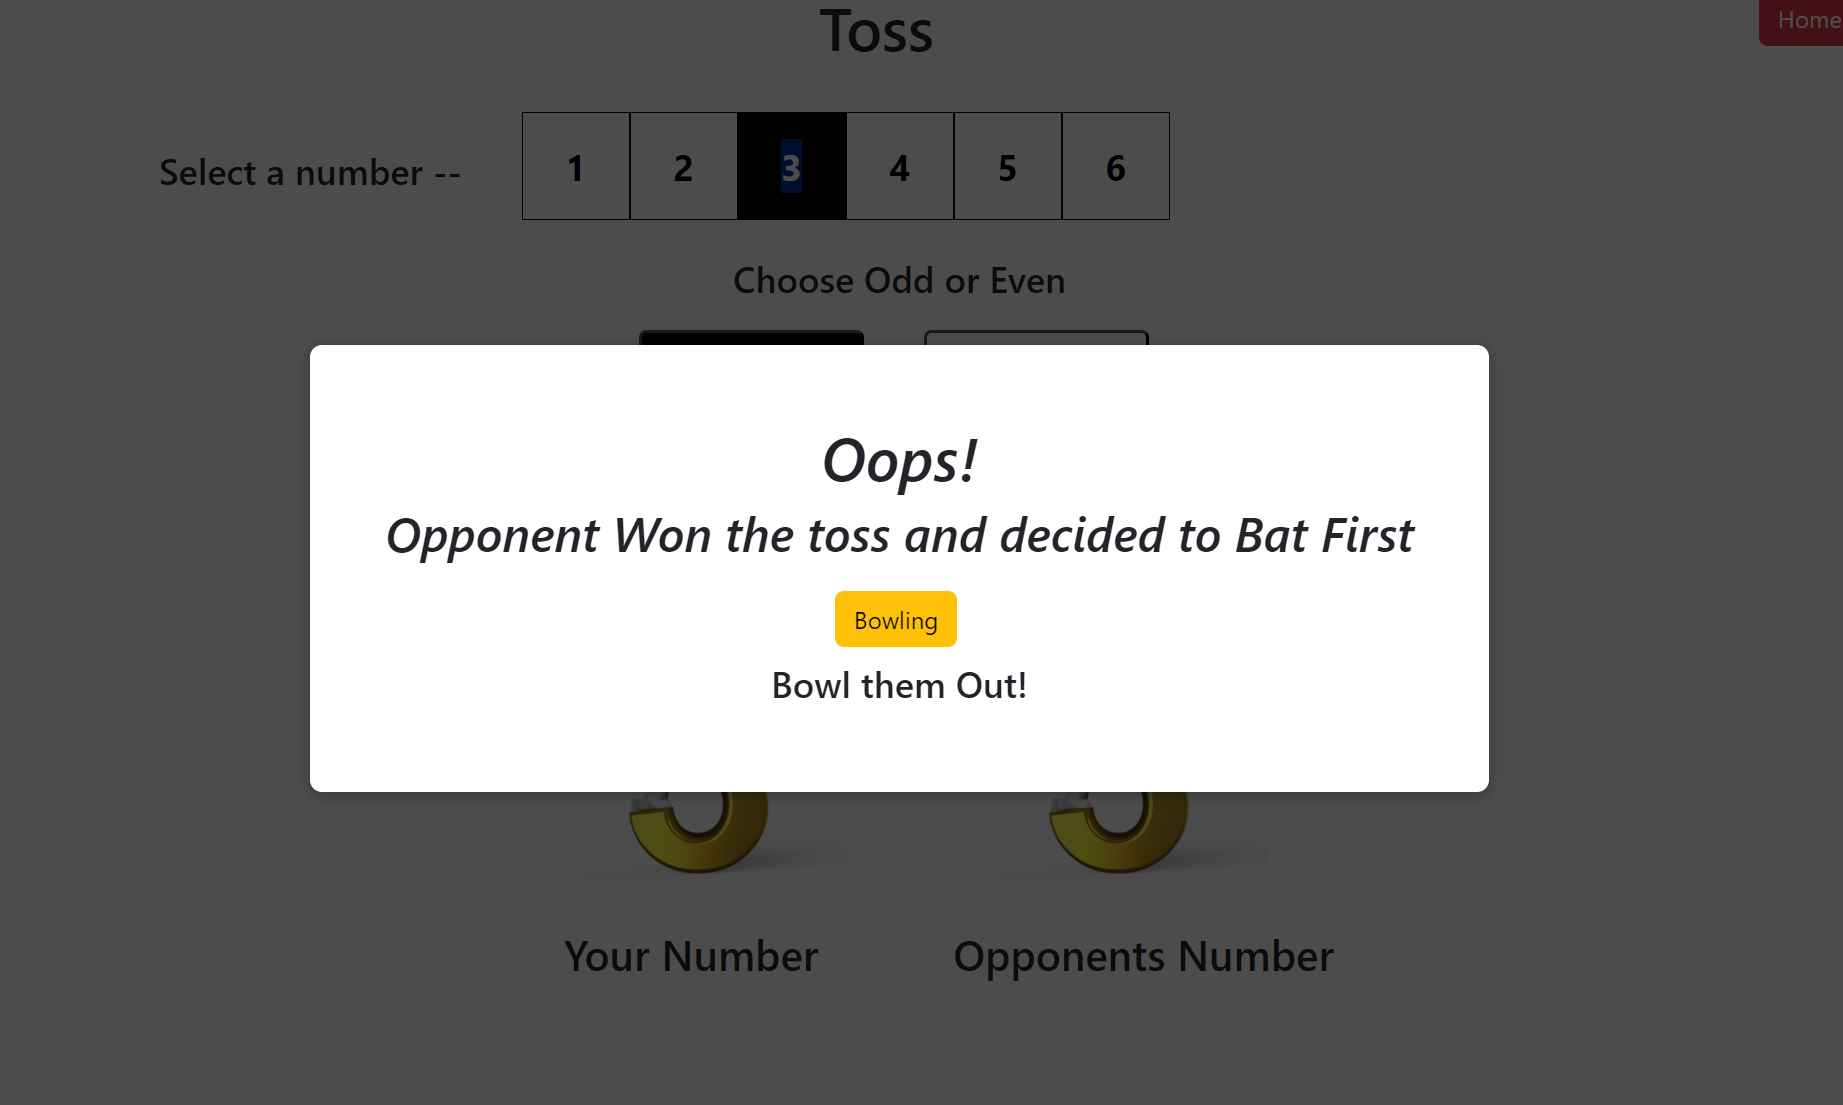 Toss
Home
Select a number --
1 2 3 4 5 6
Choose Odd or Even
Oops!
Opponent Won the toss and decided to Bat First
Bowling
Bowl them Out!
Your Number
Opponents Number